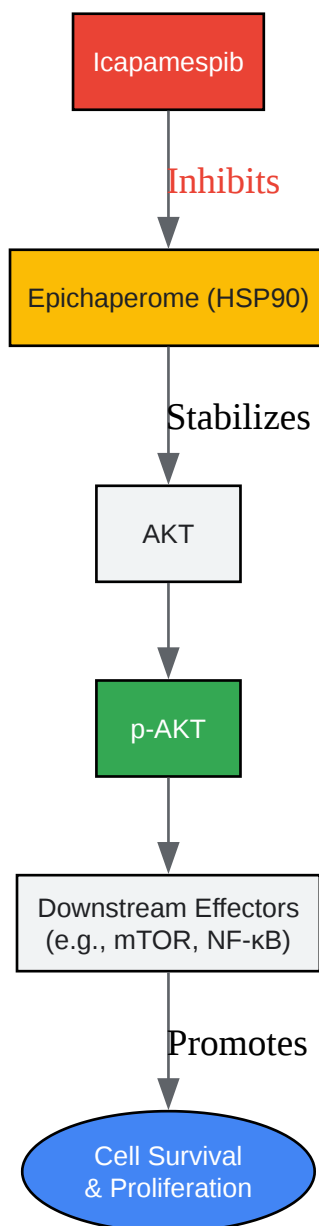 Icapamespib
Inhibits
Epichaperome (HSP90)
Stabilizes
AKT
p-AKT
Downstream Effectors
(e.g., mTOR, NF-κB)
Promotes
Cell Survival
& Proliferation